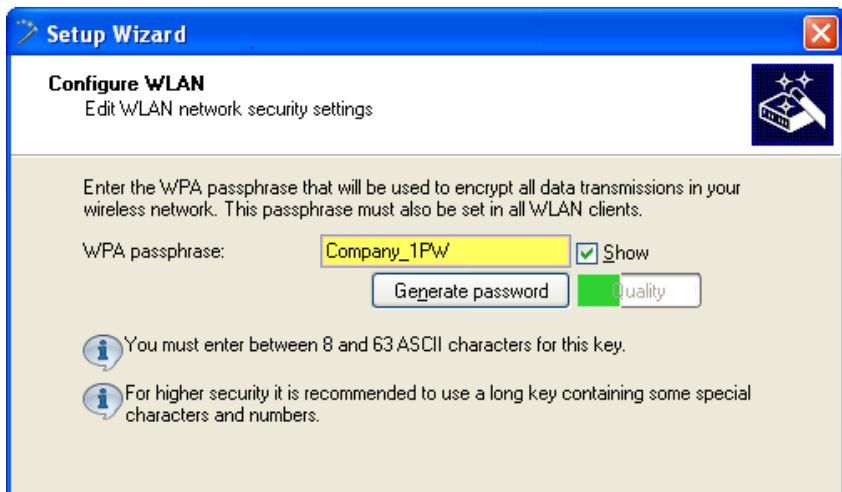 Setup Wizard
Configure WLAN
Edit WLAN network security settings
Enter the WPA passphrase that will be used to encrypt all data transmissions in your
wireless network. This passphrase must also be set in all WLAN clients.
WPA passphrase: Company_1PW Show
Generate password Quality
You must enter between 8 and 63 ASCII characters for this key.
For higher security it is recommended to use a long key containing some special
characters and numbers.